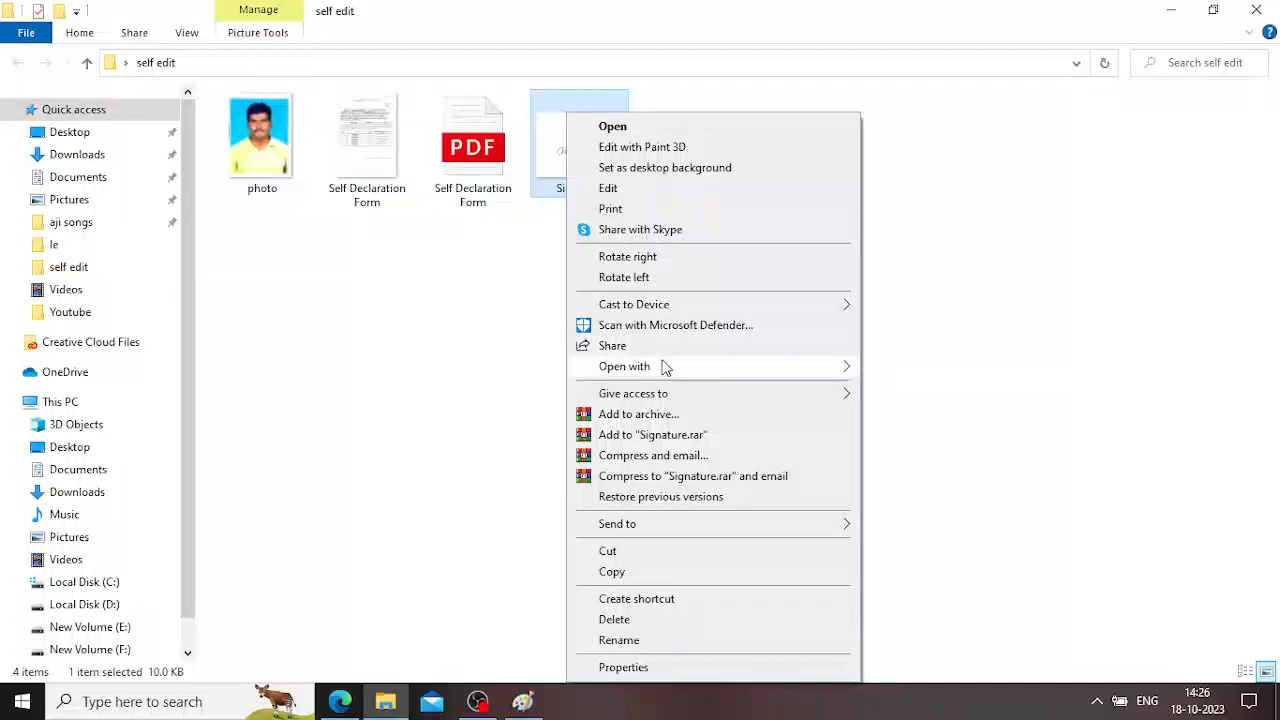 Manage
self edit
File
Home
Share
View
Picture Tools
self edit
Search self edit
Quick access
Desktop
Downloads
Documents
Pictures
aji songs
le
self edit
Videos
Youtube
Creative Cloud Files
OneDrive
This PC
3D Objects
Desktop
Documents
Downloads
Music
Pictures
Videos
Local Disk (C:)
Local Disk (D:)
New Volume (E:)
New Volume (F:)
photo
Self Declaration
Form
PDF
Self Declaration
Form
Si
Open
Edit with Paint 3D
Set as desktop background
Edit
Print
Share with Skype
Rotate right
Rotate left
Cast to Device
Scan with Microsoft Defender...
Share
Open with
Give access to
Add to archive...
Add to "Signature.rar"
Compress and email...
Compress to "Signature.rar" and email
Restore previous versions
Send to
Cut
Copy
Create shortcut
Delete
Rename
Properties
4 items
1 item selected 10.0 KB
Type here to search
ENG
14:26
18-10-2023